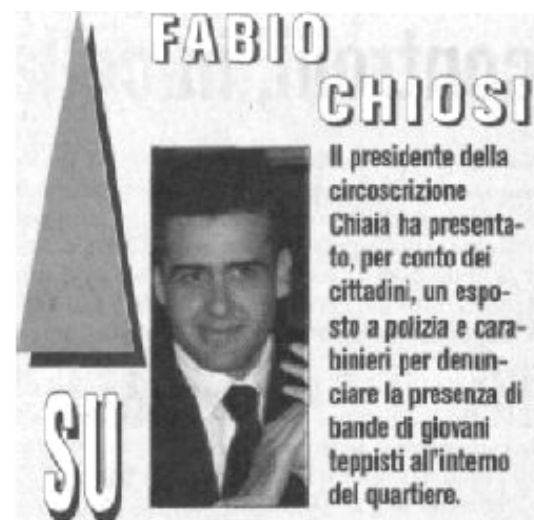 FABIO
CHIOSI
Il presidente della
circoscrizione
Chiaia ha presenta-
to, per conto dei
cittadini, un espo-
sto a polizia e cara-
binieri per denun-
ciare la presenza di
bande di giovani
teppisti all'interno
del quartiere.
SU